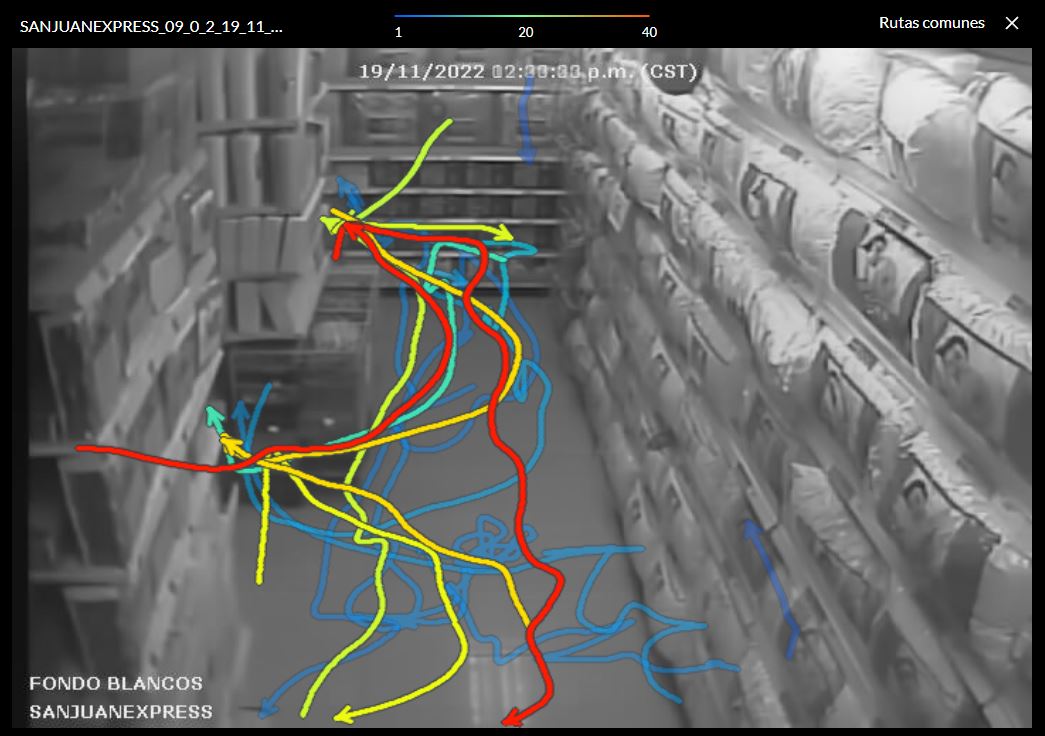 SANJUANEXPRESS_09_0_2_19_11_...
1 20 40
Rutas comunes
19/11/2022 p.m. (CST)
FONDO BLANCOS
SANJUANEXPRESS